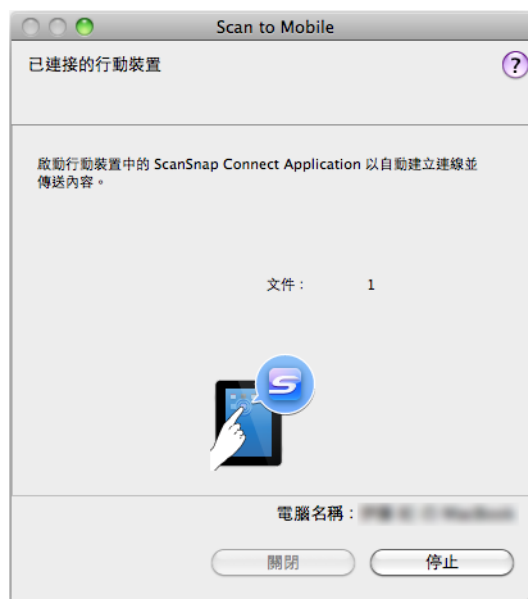 Scan to Mobile
已連接的行動裝置
?
啟動行動裝置中的 ScanSnap Connect Application 以自動建立連線並
傳送內容。
文件： 1
S
電腦名稱：
關閉 停止